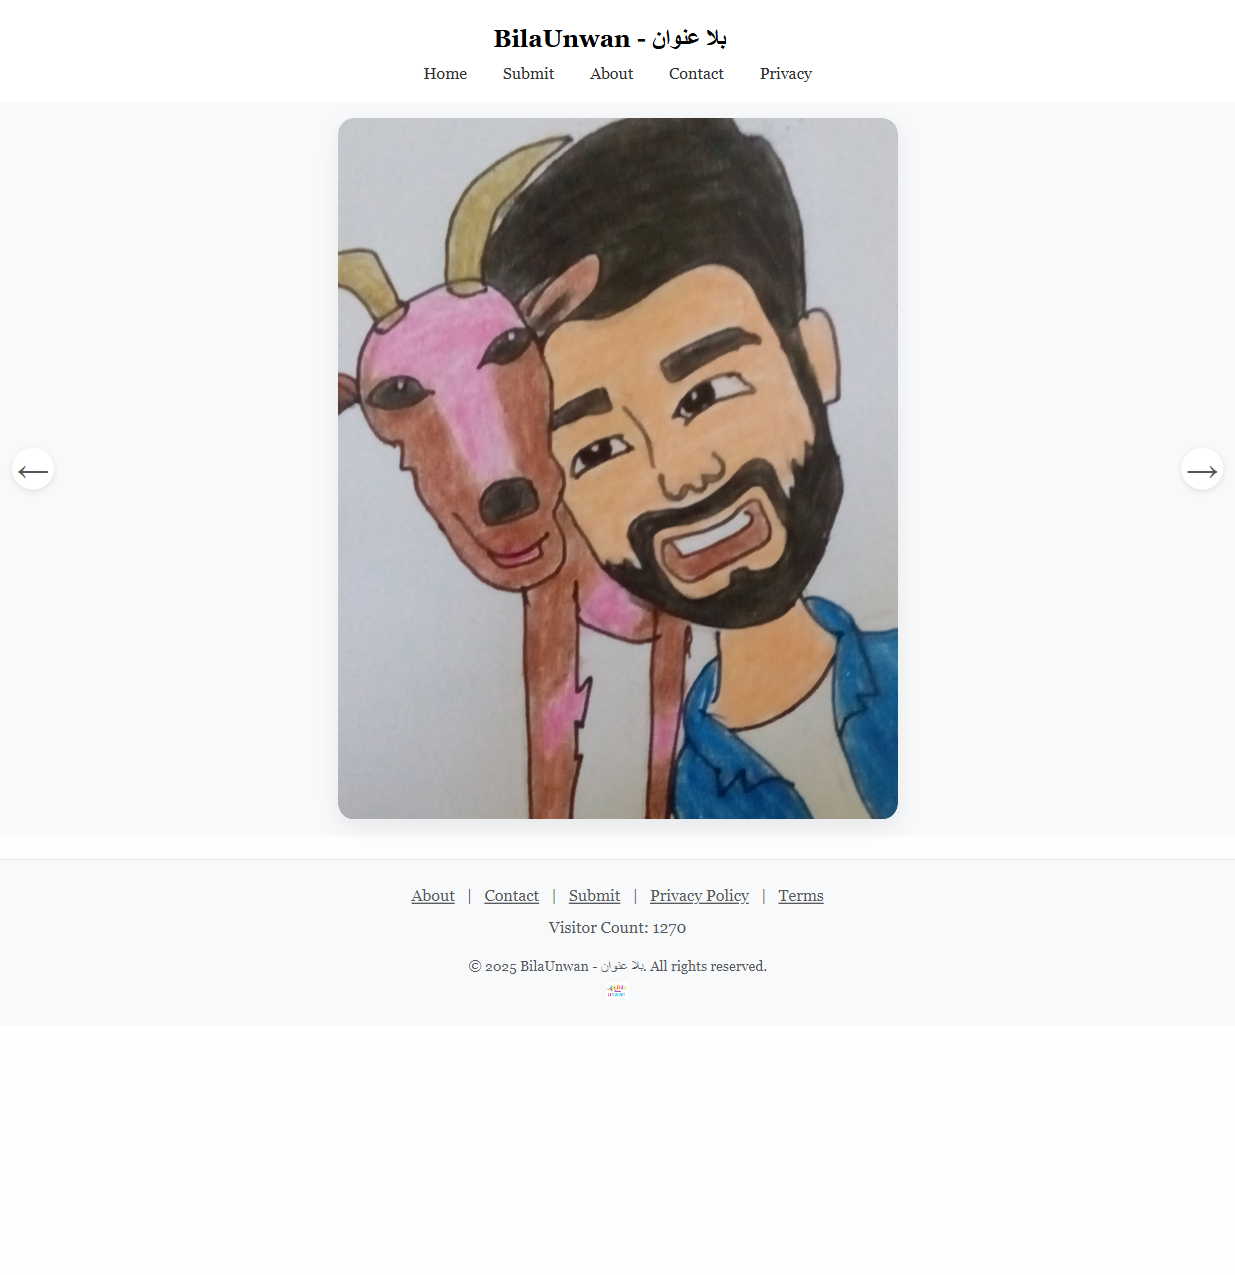 BilaUnwan - بلا عنوان
Home Submit About Contact Privacy
←
→
About | Contact | Submit | Privacy Policy | Terms
Visitor Count: 1270
© 2025 BilaUnwan - بلا عنوان. All rights reserved.